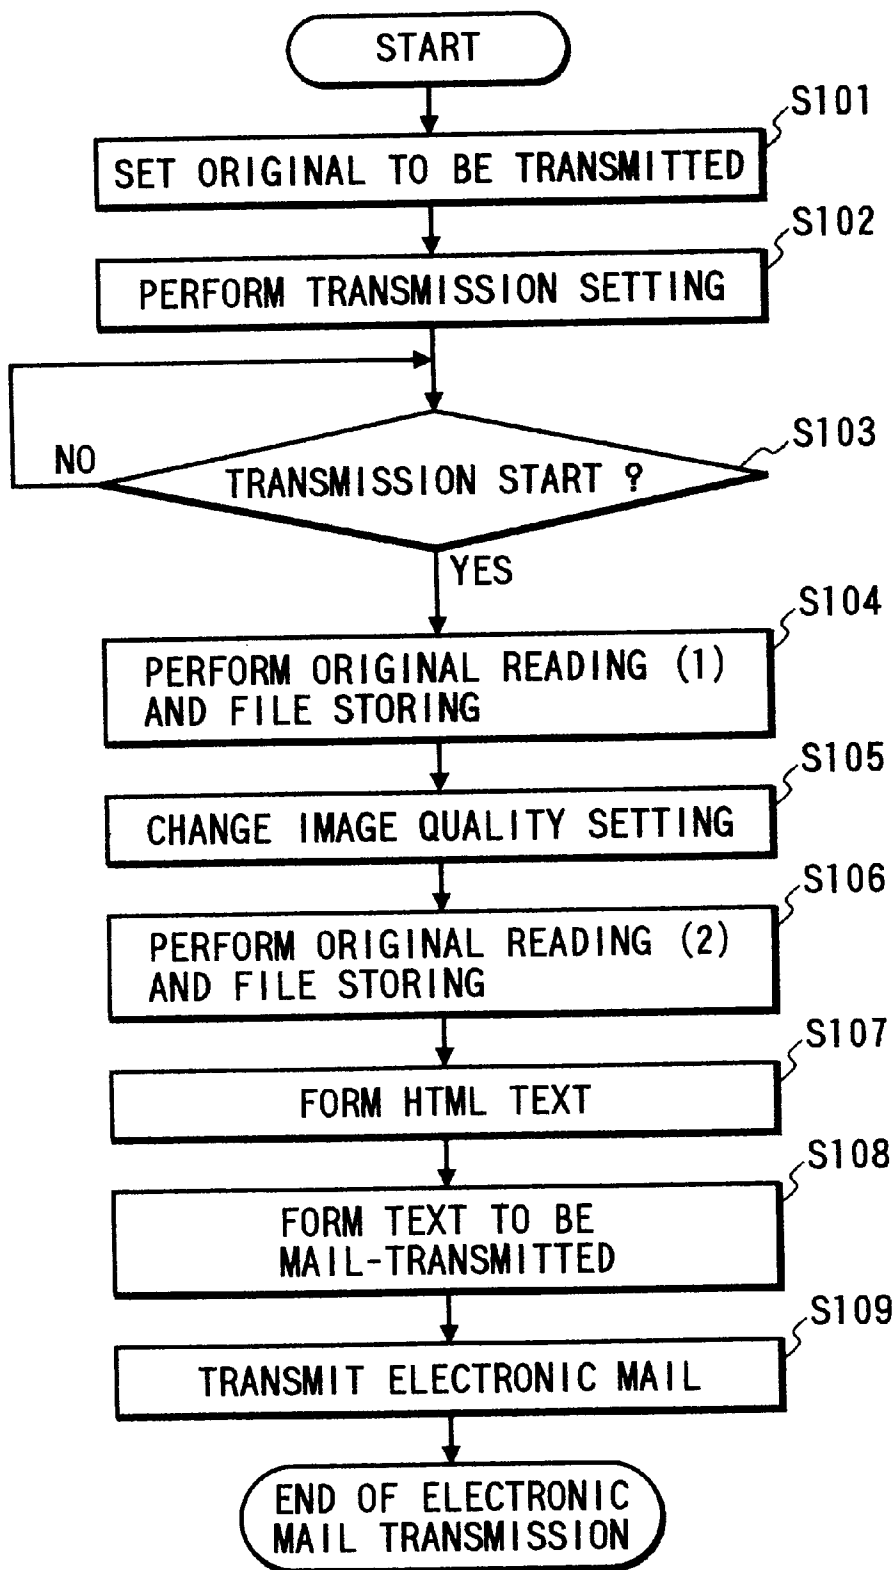 START
S101
SET ORIGINAL TO BE TRANSMITTED
S102
PERFORM TRANSMISSION SETTING
S103
NO
TRANSMISSION START ?
YES
S104
PERFORM ORIGINAL READING (1)
AND FILE STORING
S105
CHANGE IMAGE QUALITY SETTING
S106
PERFORM ORIGINAL READING (2)
AND FILE STORING
S107
FORM HTML TEXT
S108
FORM TEXT TO BE
MAIL-TRANSMITTED
S109
TRANSMIT ELECTRONIC MAIL
END OF ELECTRONIC
MAIL TRANSMISSION